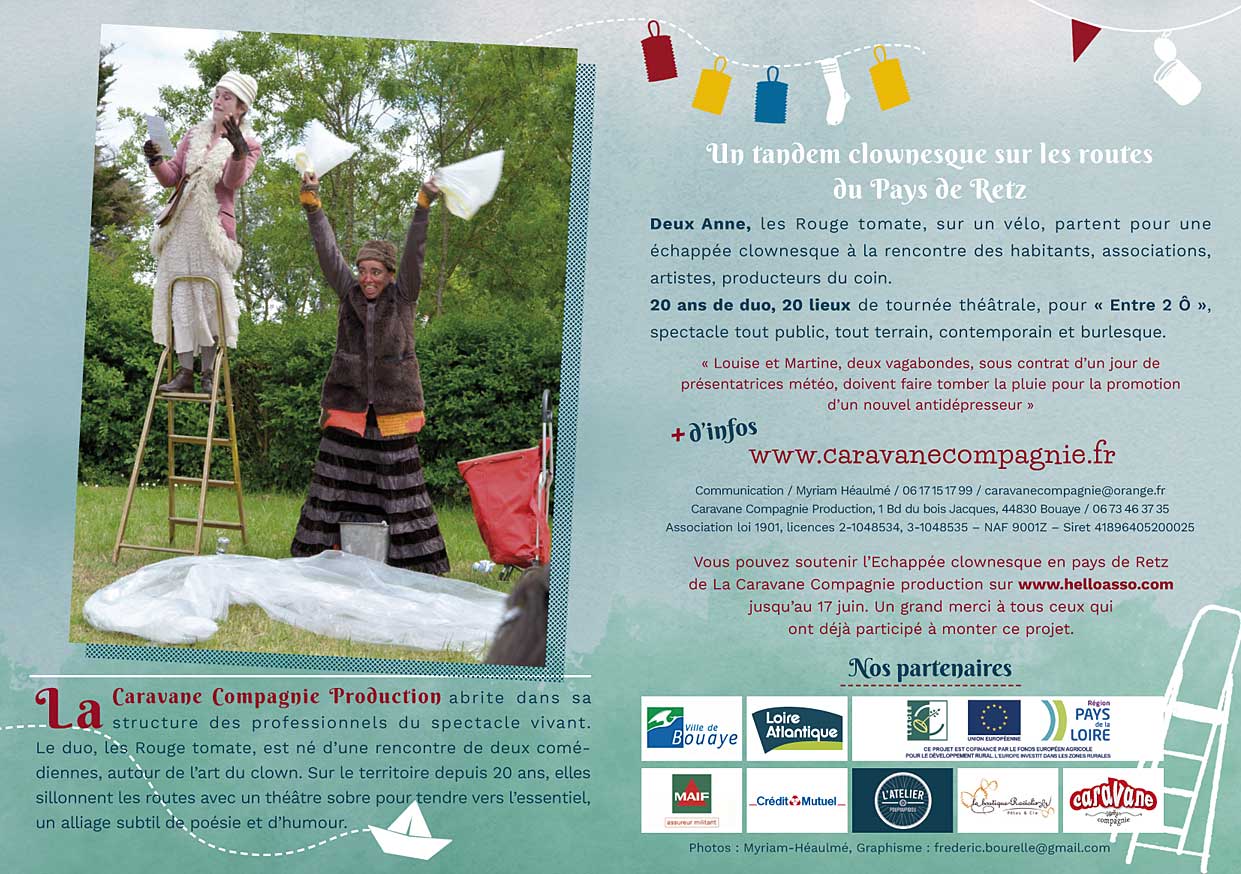 La Caravane Compagnie Production abrite dans sa
structure des professionnels du spectacle vivant.
Le duo, les Rouge tomate, est né d'une rencontre de deux comé-
diennes, autour de l'art du clown. Sur le territoire depuis 20 ans, elles
sillonnent les routes avec un théâtre sobre pour tendre vers l'essentiel,
un alliage subtil de poésie et d'humour.
Un tandem clownesque sur les routes
du Pays de Retz
Deux Anne, les Rouge tomate, sur un vélo, partent pour une
échappée clownesque à la rencontre des habitants, associations,
artistes, producteurs du coin.
20 ans de duo, 20 lieux de tournée théâtrale, pour « Entre 2 Ô »,
spectacle tout public, tout terrain, contemporain et burlesque.
« Louise et Martine, deux vagabondes, sous contrat d'un jour de
présentatrices météo, doivent faire tomber la pluie pour la promotion
d'un nouvel antidépresseur »
+ d'infos
www.caravanecompagnie.fr
Communication / Myriam Héaulmé / 06 17 15 17 99 / caravanecompagnie@orange.fr
Caravane Compagnie Production, 1 Bd du bois Jacques, 44830 Bouaye / 06 73 46 37 35
Association loi 1901, licences 2-1048534, 3-1048535 – NAF 9001Z – Siret 41896405200025
Vous pouvez soutenir l'Echappée clownesque en pays de Retz
de La Caravane Compagnie production sur www.helloasso.com
jusqu'au 17 juin. Un grand merci à tous ceux qui
ont déjà participé à monter ce projet.
Nos partenaires
Ville de
Bouaye
Loire
Atlantique
UNION EUROPÉENNE
Région
PAYS
de la
LOIRE
CE PROJET EST COFINANCÉ PAR LE FONDS EUROPÉEN AGRICOLE
POUR LE DÉVELOPPEMENT RURAL. L'EUROPE INVESTIT DANS LES ZONES RURALES
MAIF
assureur militant
Crédit Mutuel
L'ATELIER
Fêtes & Cie
caravane
compagnie
Photos : Myriam-Héaulmé, Graphisme : frederic.bourelle@gmail.com